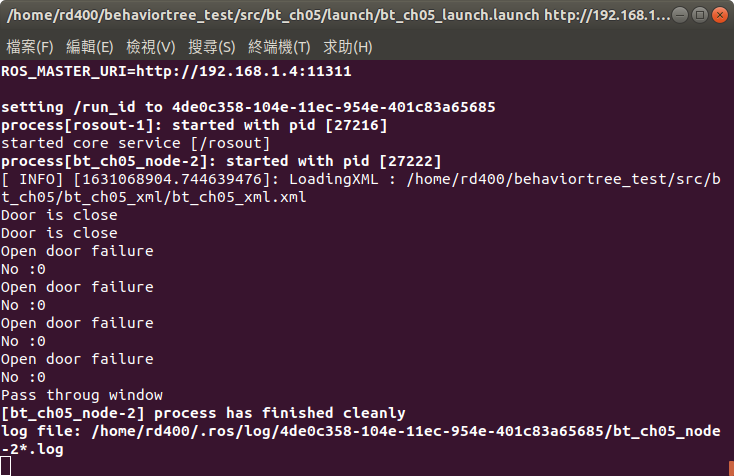 /home/rd400/behaviortree_test/src/bt_ch05/launch/bt_ch05_launch.launch http://192.168.1...
檔案(F) 編輯(E) 檢視(V) 搜尋(S) 終端機(T) 求助(H)
ROS_MASTER_URI=http://192.168.1.4:11311
setting /run_id to 4de0c358-104e-11ec-954e-401c83a65685
process[rosout-1]: started with pid [27216]
started core service [/rosout]
process[bt_ch05_node-2]: started with pid [27222]
[ INFO] [1631068904.744639476]: LoadingXML : /home/rd400/behaviortree_test/src/b
t_ch05/bt_ch05_xml/bt_ch05_xml.xml
Door is close
Door is close
Open door failure
No :0
Open door failure
No :0
Open door failure
No :0
Open door failure
No :0
Pass throug window
[bt_ch05_node-2] process has finished cleanly
log file: /home/rd400/.ros/log/4de0c358-104e-11ec-954e-401c83a65685/bt_ch05_node
-2*.log